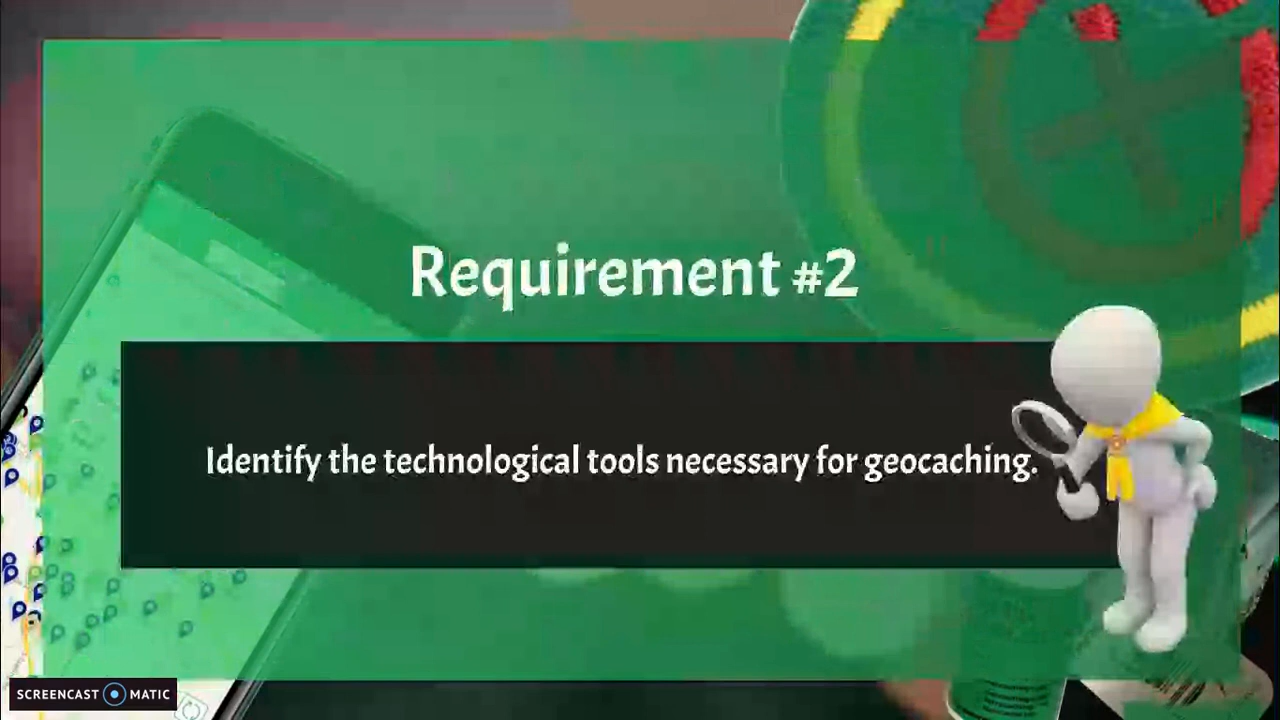 Requirement #2
Identify the technological tools necessary for geocaching.
SCREENCAST MATIC